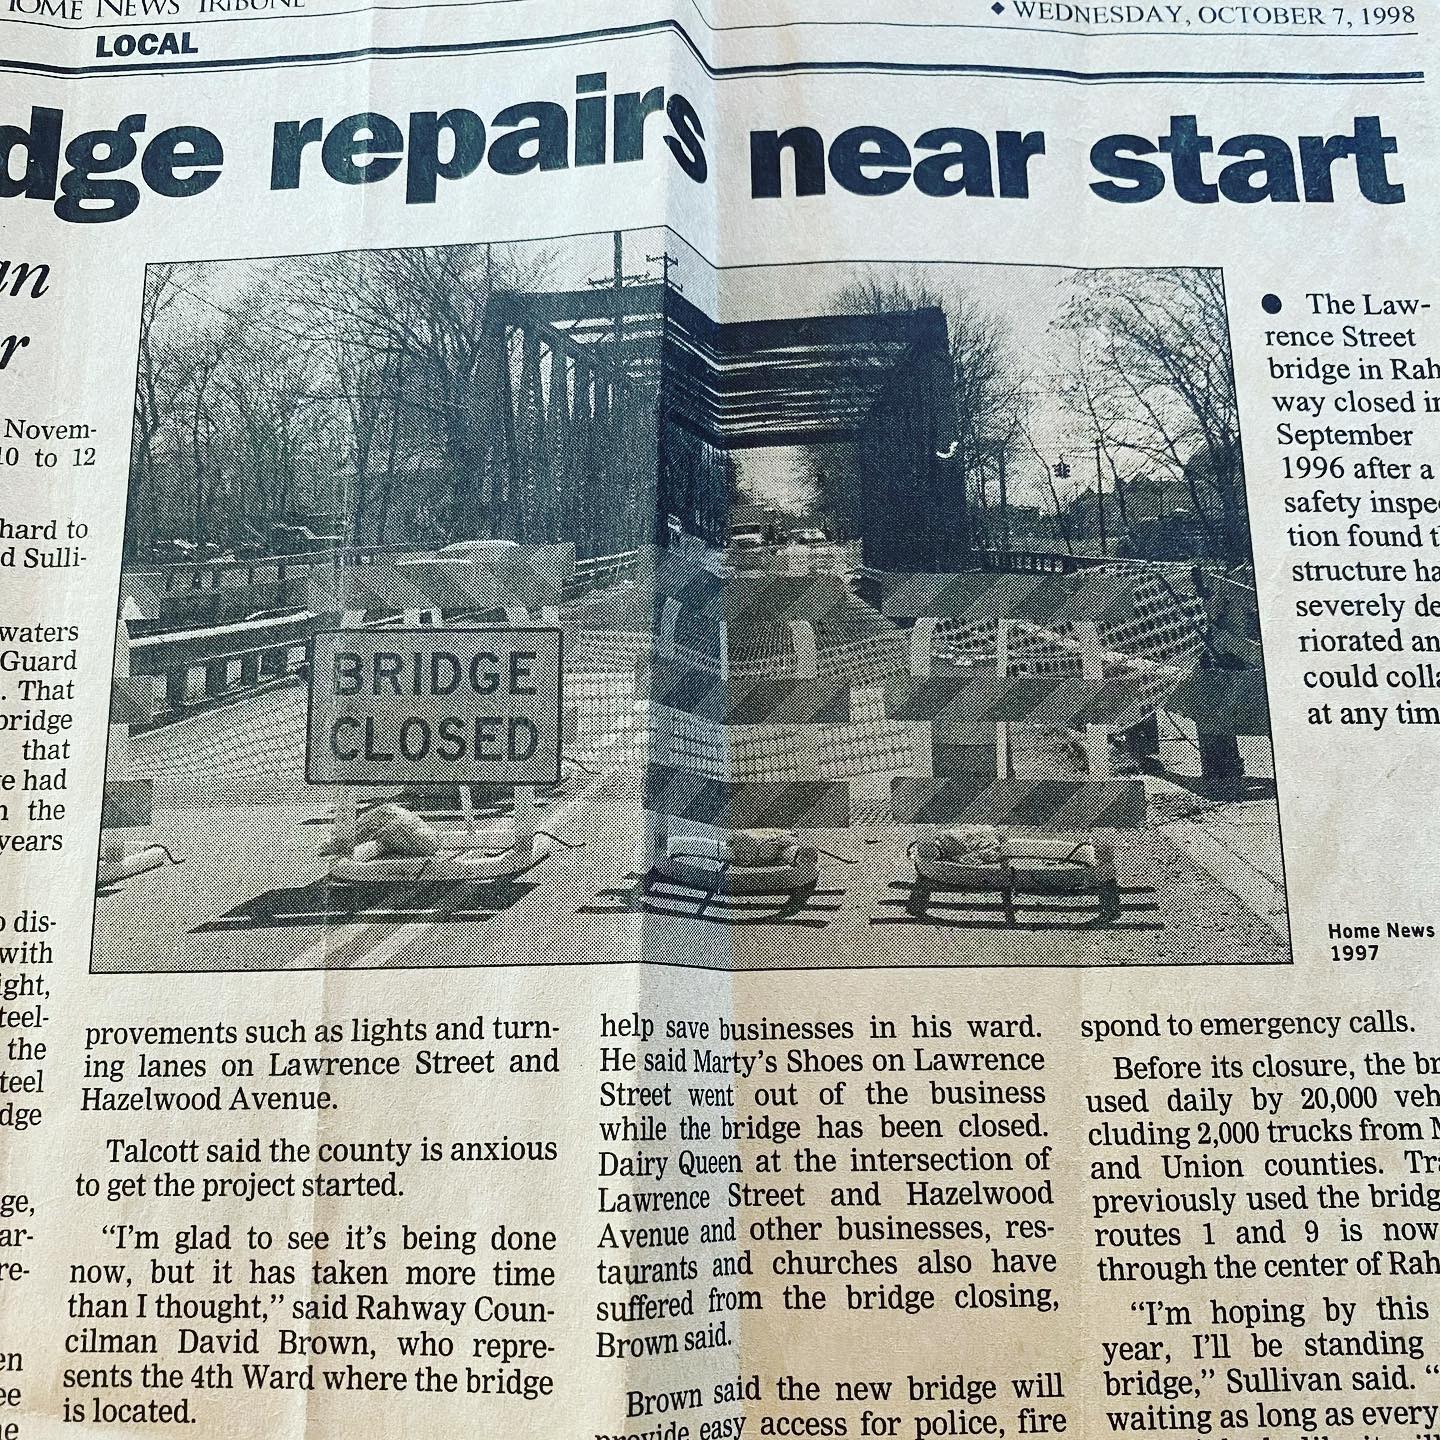 HOME NEWS TRIBUNE
◆ WEDNESDAY, OCTOBER 7, 1998
LOCAL
dge repairs near start
an
r
Novem-
10 to 12
hard to
d Sulli-
waters
Guard
. That
bridge
that
e had
n the
years
o dis-
with
ight,
teel-
the
teel
dge
ge,
ar-
re-
en
ee
ne
BRIDGE
CLOSED
● The Law-
rence Street
bridge in Rah
way closed in
September
1996 after a
safety inspec
tion found t
structure ha
severely de
riorated an
could colla
at any tim
Home News
1997
provements such as lights and turn-
ing lanes on Lawrence Street and
Hazelwood Avenue.
Talcott said the county is anxious
to get the project started.
“I’m glad to see it’s being done
now, but it has taken more time
than I thought,” said Rahway Coun-
cilman David Brown, who repre-
sents the 4th Ward where the bridge
is located.
help save businesses in his ward.
He said Marty’s Shoes on Lawrence
Street went out of the business
while the bridge has been closed.
Dairy Queen at the intersection of
Lawrence Street and Hazelwood
Avenue and other businesses, res-
taurants and churches also have
suffered from the bridge closing,
Brown said.
Brown said the new bridge will
provide easy access for police, fire
spond to emergency calls.
Before its closure, the br
used daily by 20,000 veh
cluding 2,000 trucks from M
and Union counties. Tra
previously used the bridg
routes 1 and 9 is now
through the center of Rah
“I’m hoping by this
year, I’ll be standing
bridge,” Sullivan said. “
waiting as long as every